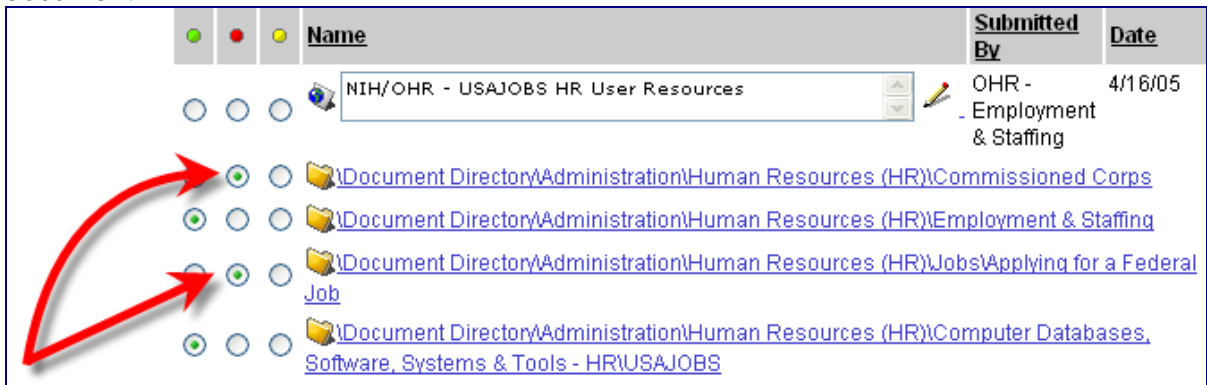 Name Submitted By Date
NIH/OHR - USAJOBS HR User Resources OHR - Employment & Staffing 4/16/05
\Document Directory\Administration\Human Resources (HR)\Commissioned Corps
\Document Directory\Administration\Human Resources (HR)\Employment & Staffing
\Document Directory\Administration\Human Resources (HR)\Jobs\Applying for a Federal
Job
\Document Directory\Administration\Human Resources (HR)\Computer Databases,
Software, Systems & Tools - HR\USAJOBS